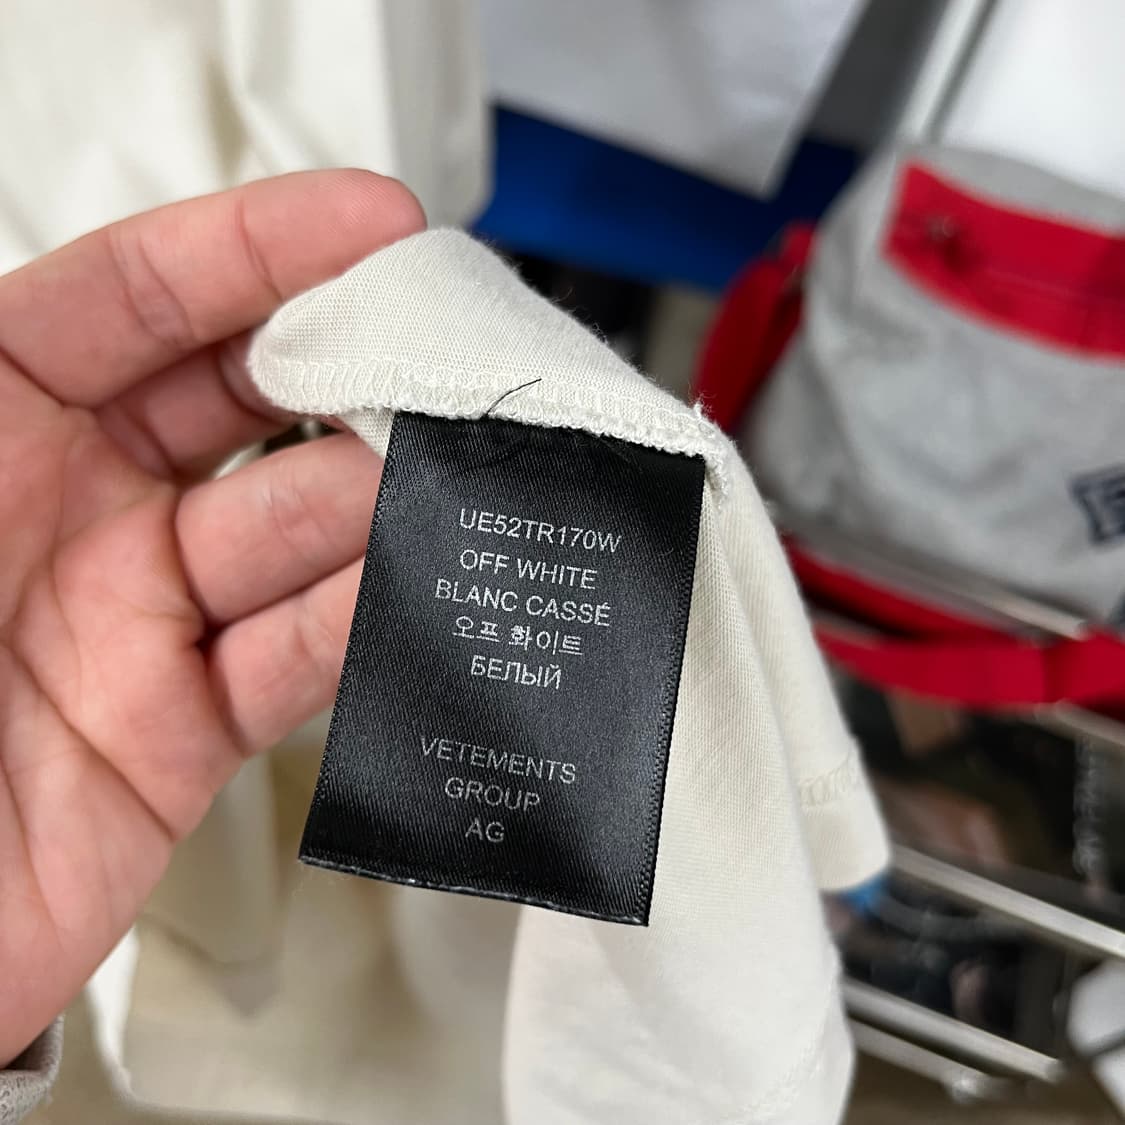 UE52TR170W
OFF WHITE
BLANC CASSÉ
오프 화이트
БЕЛЫЙ
VETEMENTS
GROUP
AG